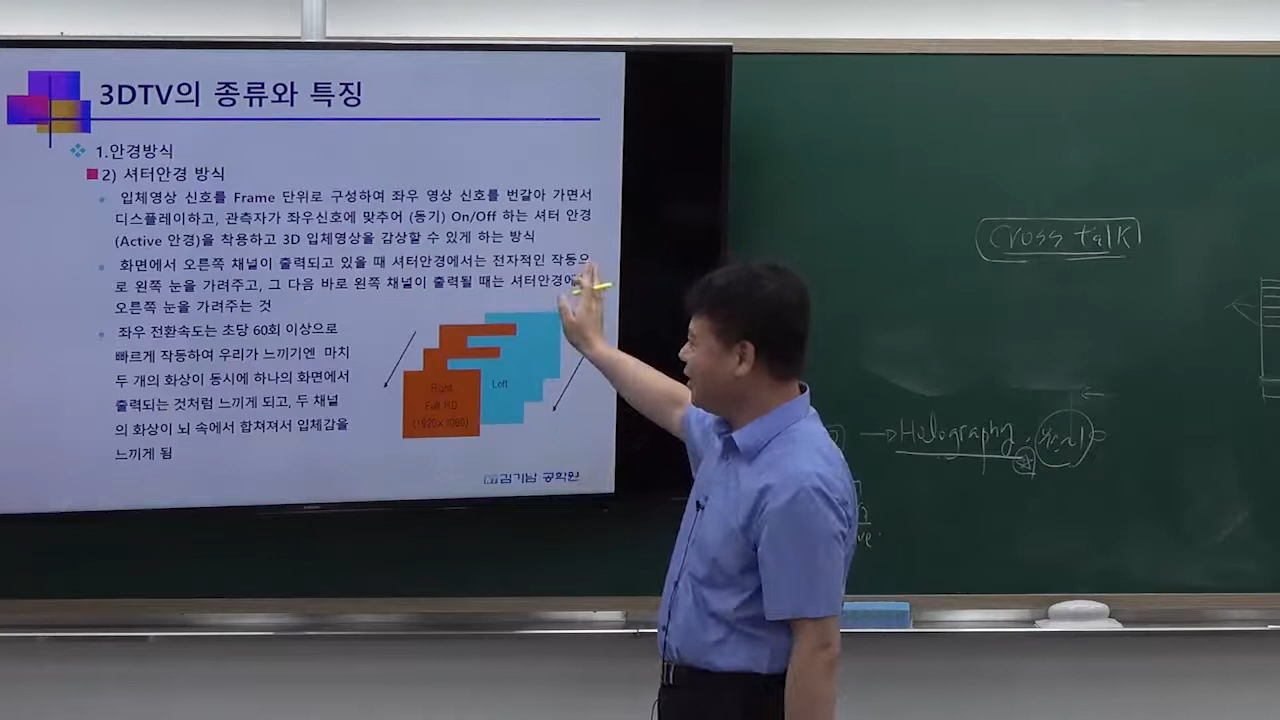 3DTV의 종류와 특징
1.안경방식
2) 셔터안경 방식
입체영상 신호를 Frame 단위로 구성하여 좌우 영상 신호를 번갈아 가면서
디스플레이하고, 관측자가 좌우신호에 맞추어 (동기) On/Off 하는 셔터 안경
(Active 안경)을 착용하고 3D 입체영상을 감상할 수 있게 하는 방식
화면에서 오른쪽 채널이 출력되고 있을 때 셔터안경에서는 전자적인 작동으
로 왼쪽 눈을 가려주고, 그 다음 바로 왼쪽 채널이 출력될 때는 셔터안경에
오른쪽 눈을 가려주는 것
좌우 전환속도는 초당 60회 이상으로
빠르게 작동하여 우리가 느끼기엔 마치
두 개의 화상이 동시에 하나의 화면에서
출력되는 것처럼 느끼게 되고, 두 채널
의 화상이 뇌 속에서 합쳐져서 입체감을
느끼게 됨
Right
Full HD
(1920×1080)
Left
김기남 공학원
Cross talk
Holography